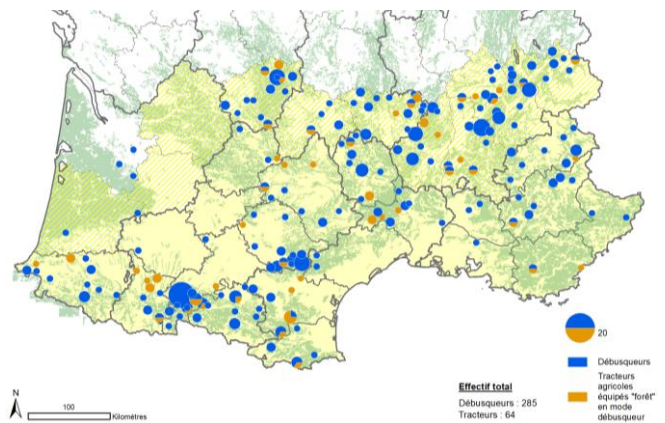 20
Débusqueurs
Tracteurs
agricoles
équipés "forêt"
en mode
débusqueur
Effectif total
Débusqueurs : 285
Tracteurs : 64
N
100
Kilomètres